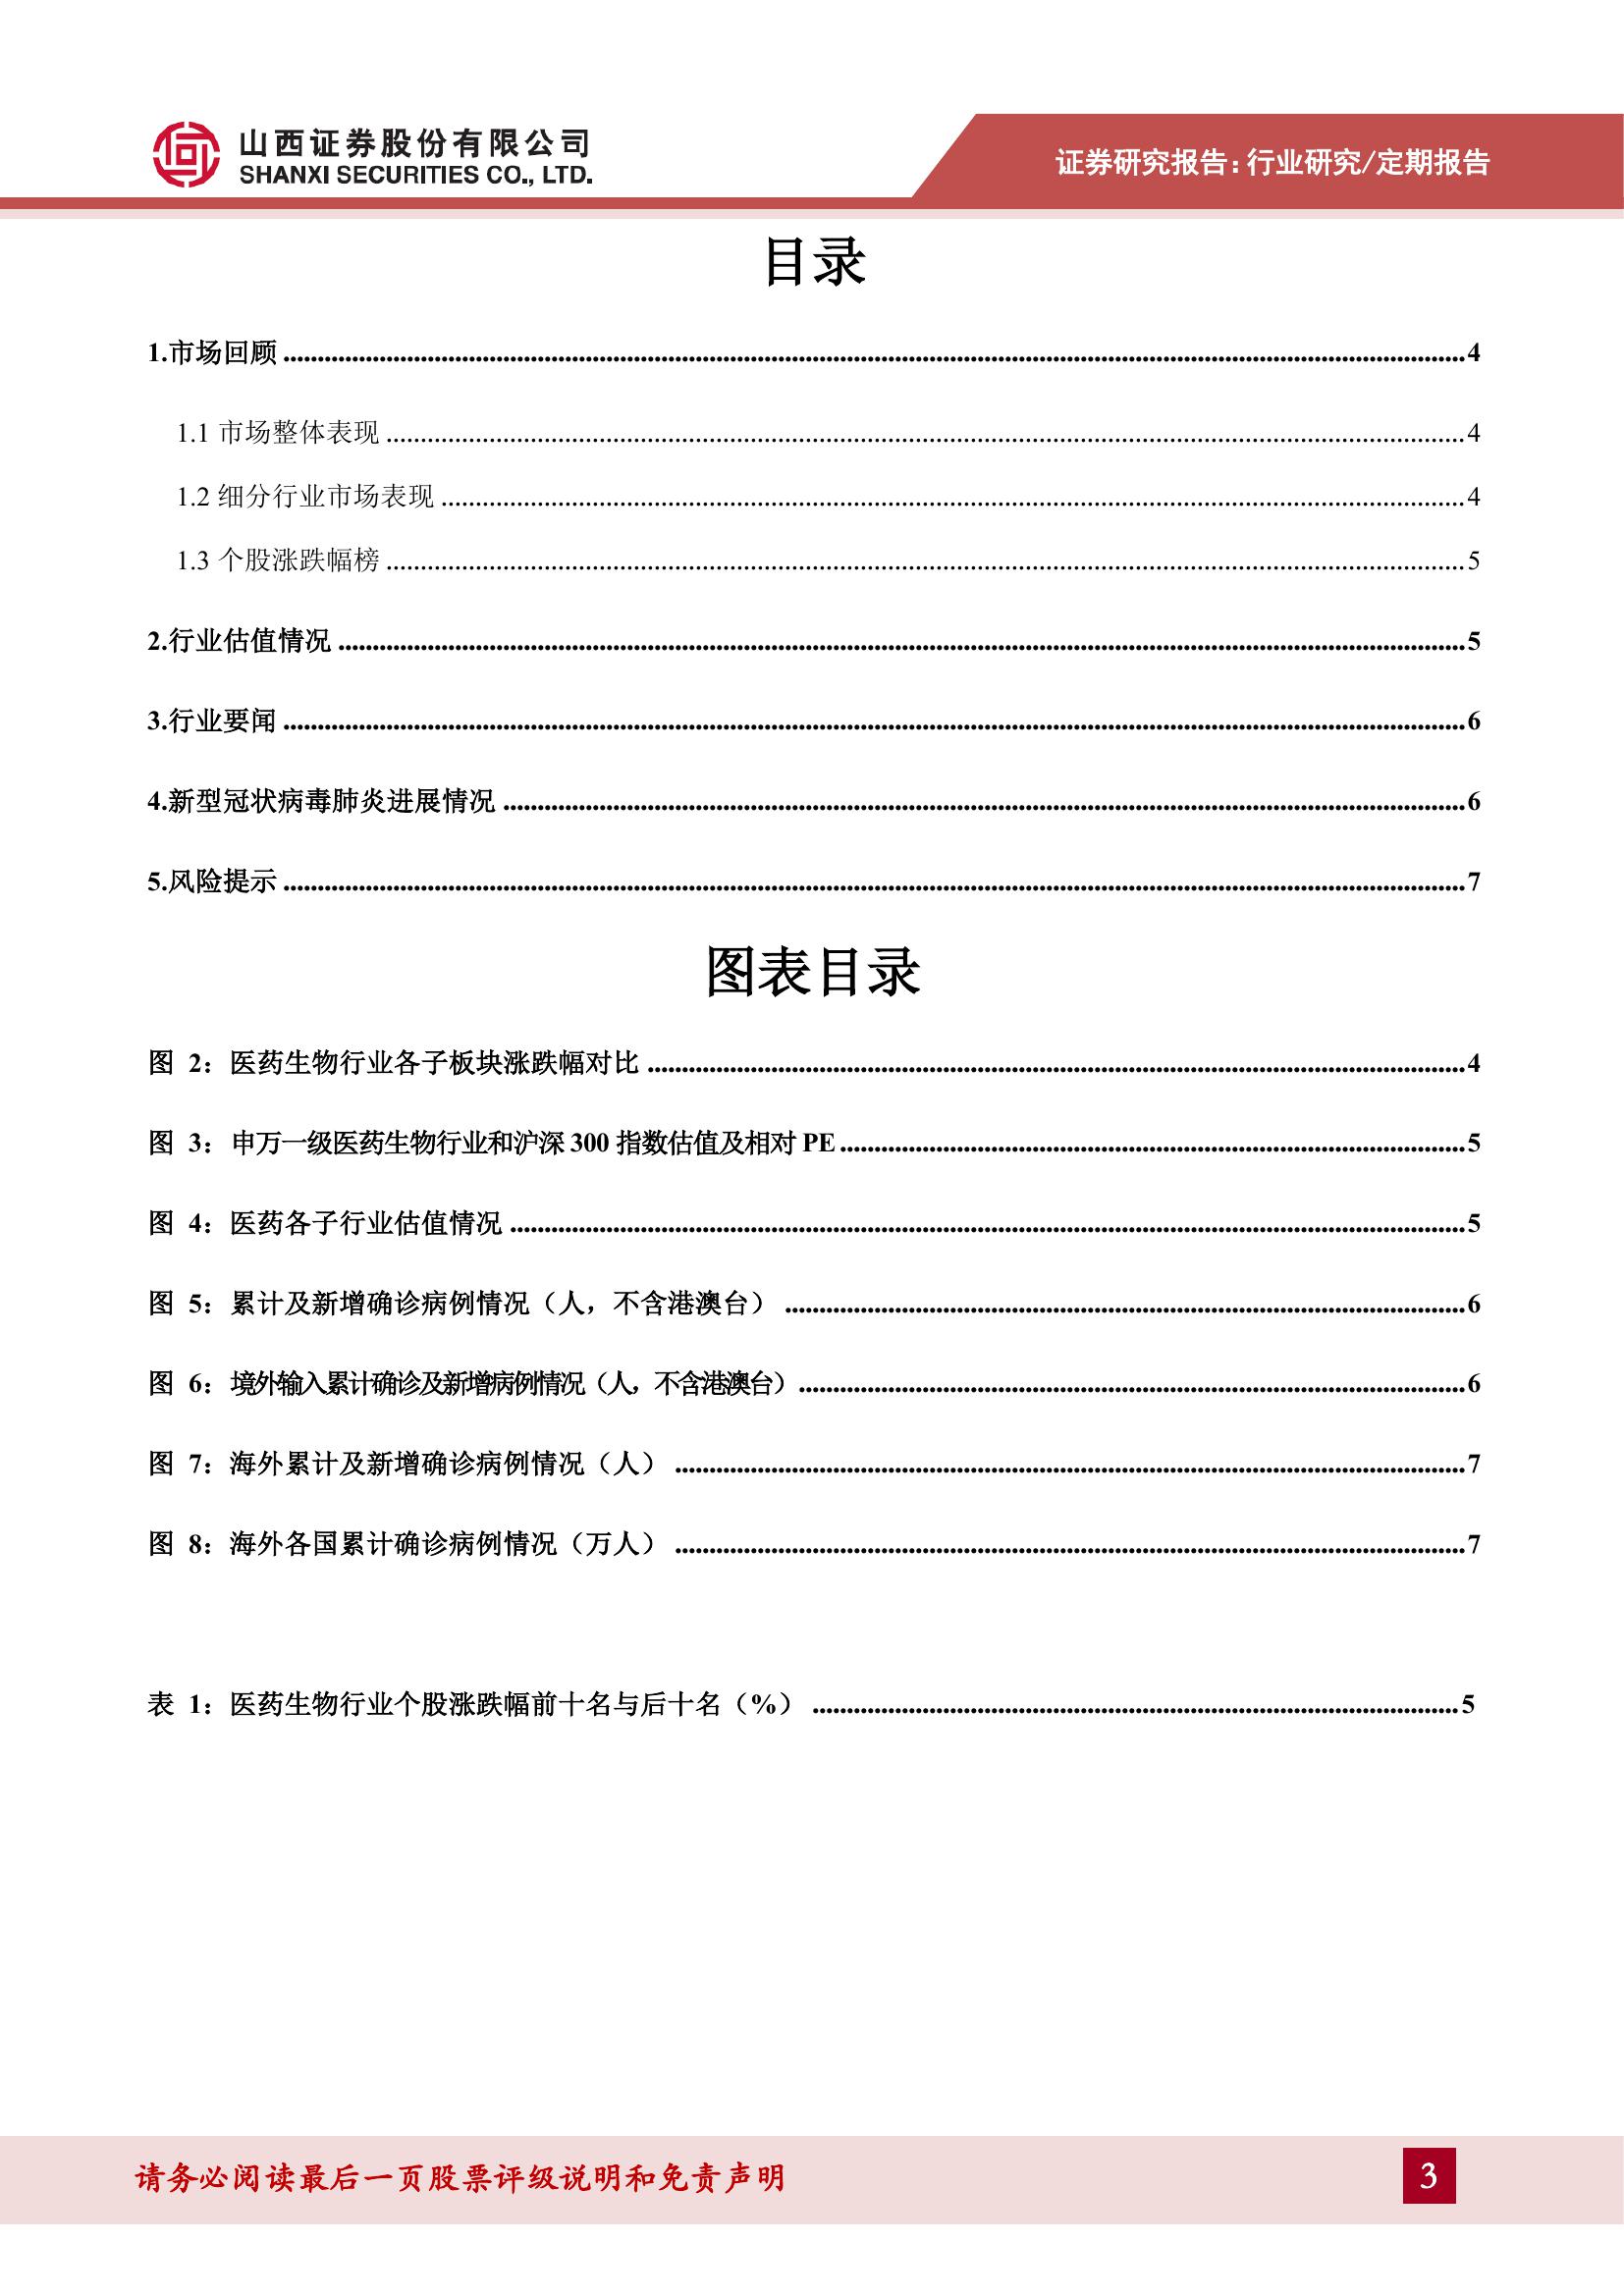 山西证券股份有限公司
SHANXI SECURITIES CO., LTD.
证券研究报告：行业研究/定期报告
目录
1.市场回顾 ........................................ 4
1.1 市场整体表现 ........................................ 4
1.2 细分行业市场表现 ........................................ 4
1.3 个股涨跌幅榜 ........................................ 5
2.行业估值情况 ........................................ 5
3.行业要闻 ........................................ 6
4.新型冠状病毒肺炎进展情况 ........................................ 6
5.风险提示 ........................................ 7
图表目录
图 2：医药生物行业各子板块涨跌幅对比 ........................................ 4
图 3：申万一级医药生物行业和沪深 300 指数估值及相对 PE ........................................ 5
图 4：医药各子行业估值情况 ........................................ 5
图 5：累计及新增确诊病例情况（人，不含港澳台） ........................................ 6
图 6：境外输入累计确诊及新增病例情况（人，不含港澳台） ........................................ 6
图 7：海外累计及新增确诊病例情况（人） ........................................ 7
图 8：海外各国累计确诊病例情况（万人） ........................................ 7
表 1：医药生物行业个股涨跌幅前十名与后十名（%） ........................................ 5
请务必阅读最后一页股票评级说明和免责声明
3